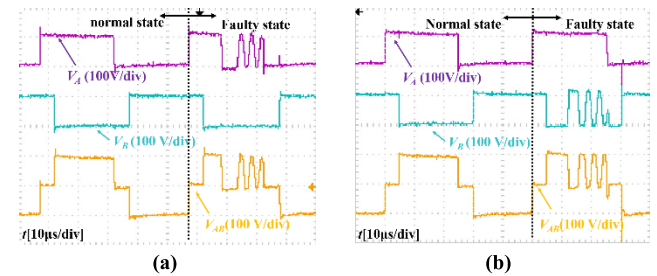 normal state
Faulty state
V_A (100V/div)
V_B (100 V/div)
V_AB (100 V/div)
t[10μs/div]
(a)
Normal state
Faulty state
V_A (100V/div)
V_B (100 V/div)
V_AB (100 V/div)
t[10μs/div]
(b)